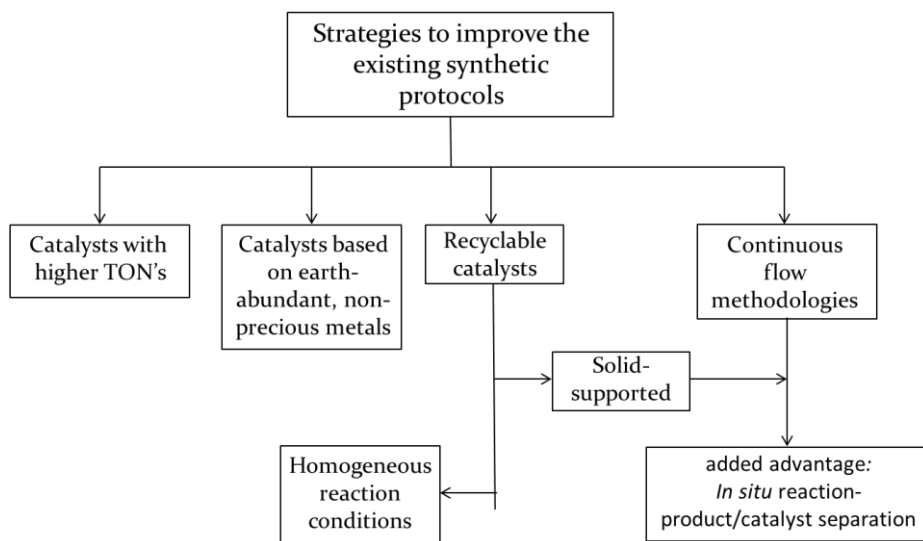 Strategies to improve the
existing synthetic
protocols
Catalysts with
higher TON's
Catalysts based
on earth-
abundant, non-
precious metals
Recyclable
catalysts
Continuous
flow
methodologies
Solid-
supported
Homogeneous
reaction
conditions
added advantage:
In situ reaction-
product/catalyst separation